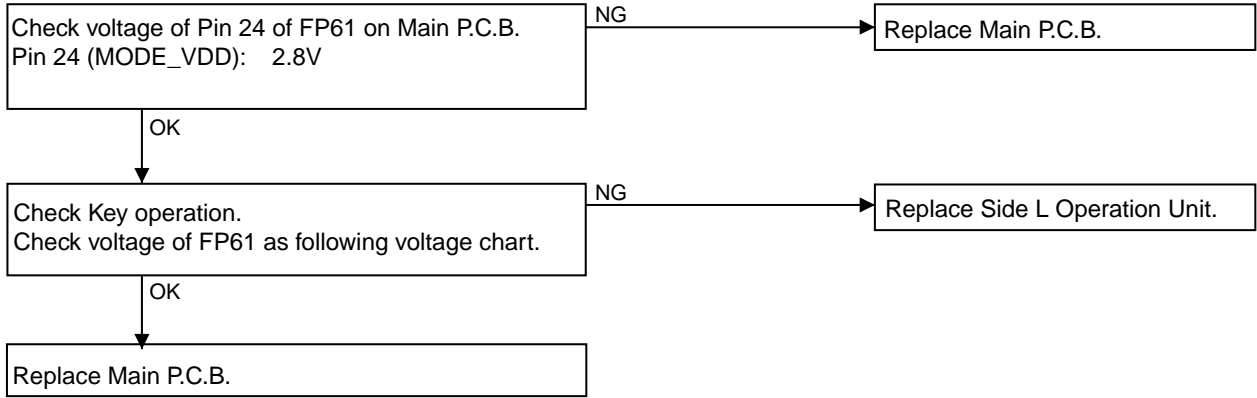 Check voltage of Pin 24 of FP61 on Main P.C.B.
Pin 24 (MODE_VDD): 2.8V
NG
Replace Main P.C.B.
OK
Check Key operation.
Check voltage of FP61 as following voltage chart.
NG
Replace Side L Operation Unit.
OK
Replace Main P.C.B.